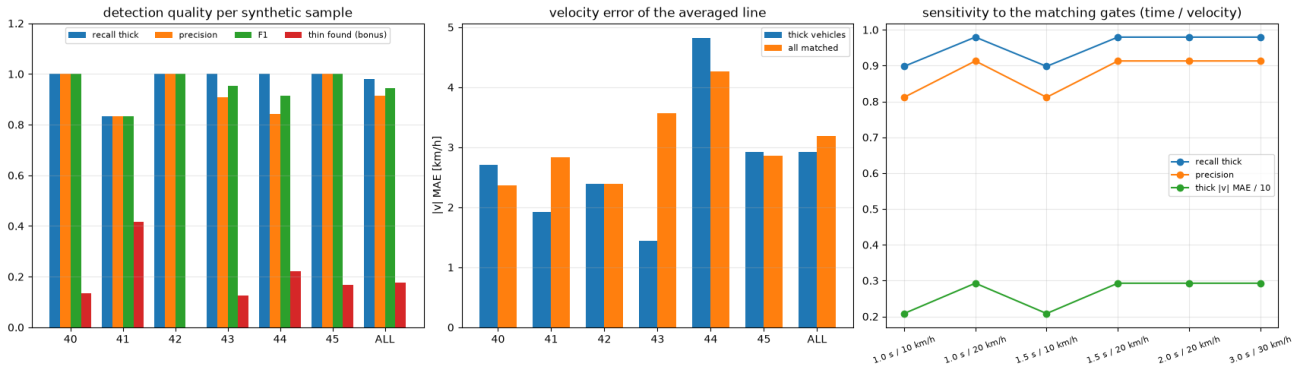 detection quality per synthetic sample
recall thick
precision
F1
thin found (bonus)
1.2
1.0
0.8
0.6
0.4
0.2
0.0
40
41
42
43
44
45
ALL
velocity error of the averaged line
thick vehicles
all matched
|v| MAE [km/h]
5
4
3
2
1
0
40
41
42
43
44
45
ALL
sensitivity to the matching gates (time / velocity)
1.0
0.9
0.8
0.7
0.6
0.5
0.4
0.3
0.2
recall thick
precision
thick |v| MAE / 10
1.0 s / 10 km/h
1.0 s / 20 km/h
1.5 s / 10 km/h
1.5 s / 20 km/h
2.0 s / 20 km/h
3.0 s / 30 km/h